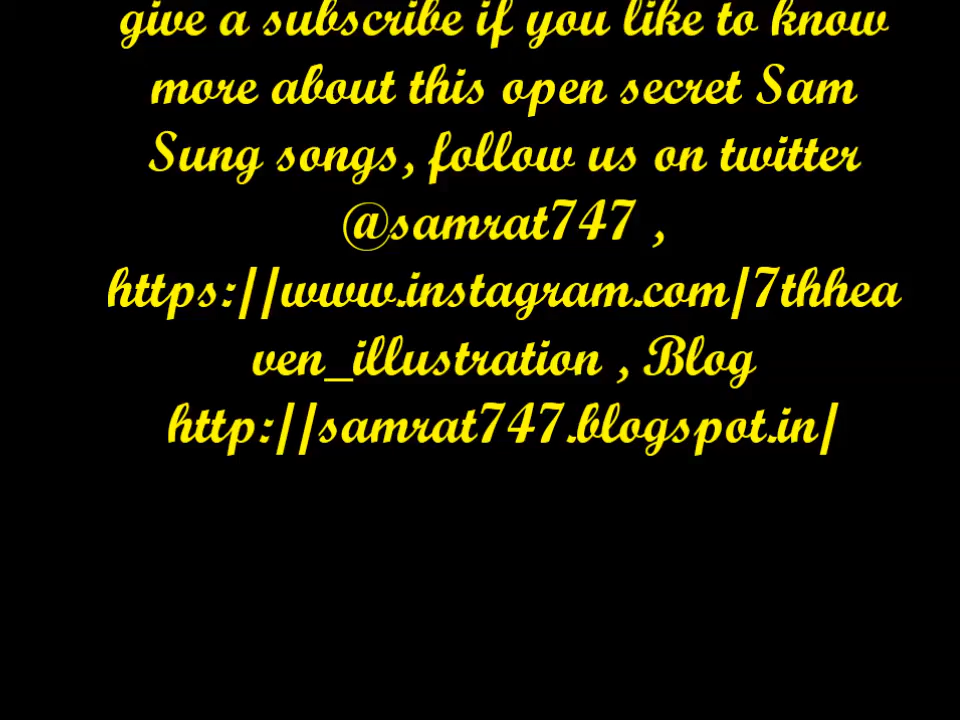 give a subscribe if you like to know
more about this open secret Sam
Sung songs, follow us on twitter
@samrat747 ,
https://www.instagram.com/7thhea
ven_illustration , Blog
http://samrat747.blogspot.in/